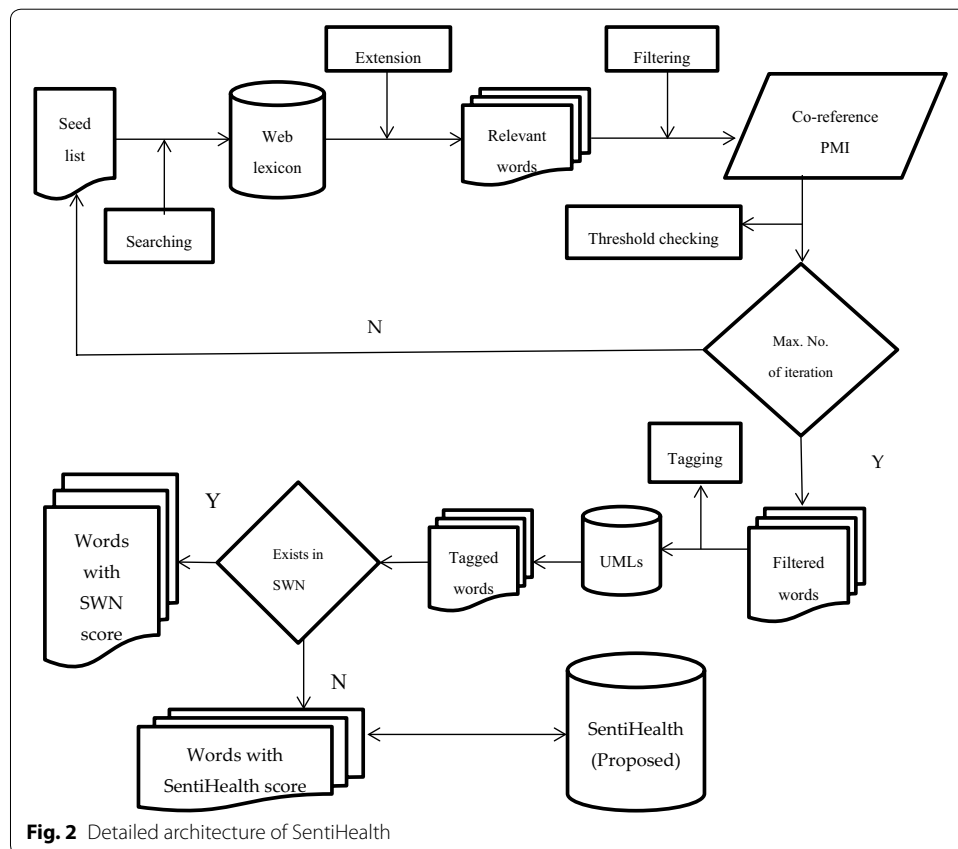 Extension
Filtering
Seed
list
Web
lexicon
Relevant
words
Co-reference
PMI
Searching
Threshold checking
N
Max. No.
of iteration
Y
Tagging
Y
Words
with
SWN
score
Exists in
SWN
Tagged
words
UMLs
Filtered
words
N
Words with
SentiHealth score
SentiHealth
(Proposed)
Fig. 2 Detailed architecture of SentiHealth